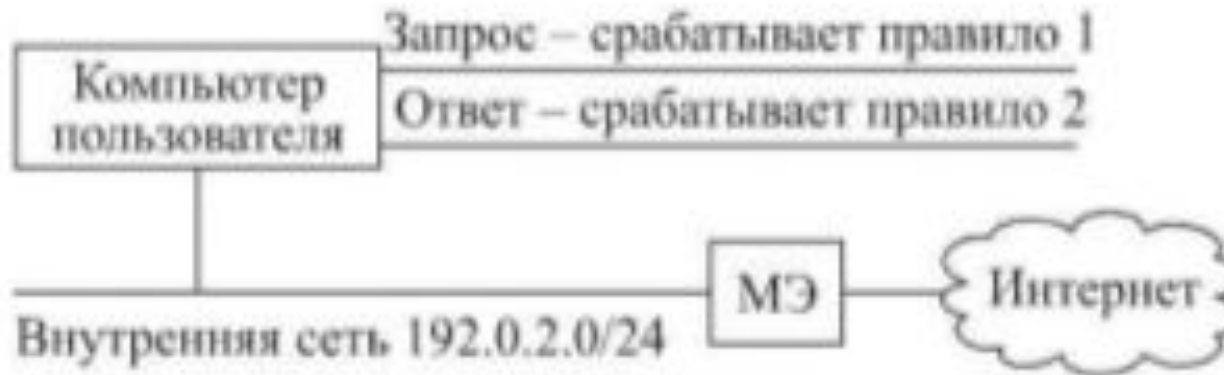 Запрос – срабатывает правило 1
Компьютер
пользователя
Ответ – срабатывает правило 2
МЭ
Интернет
Внутренняя сеть 192.0.2.0/24